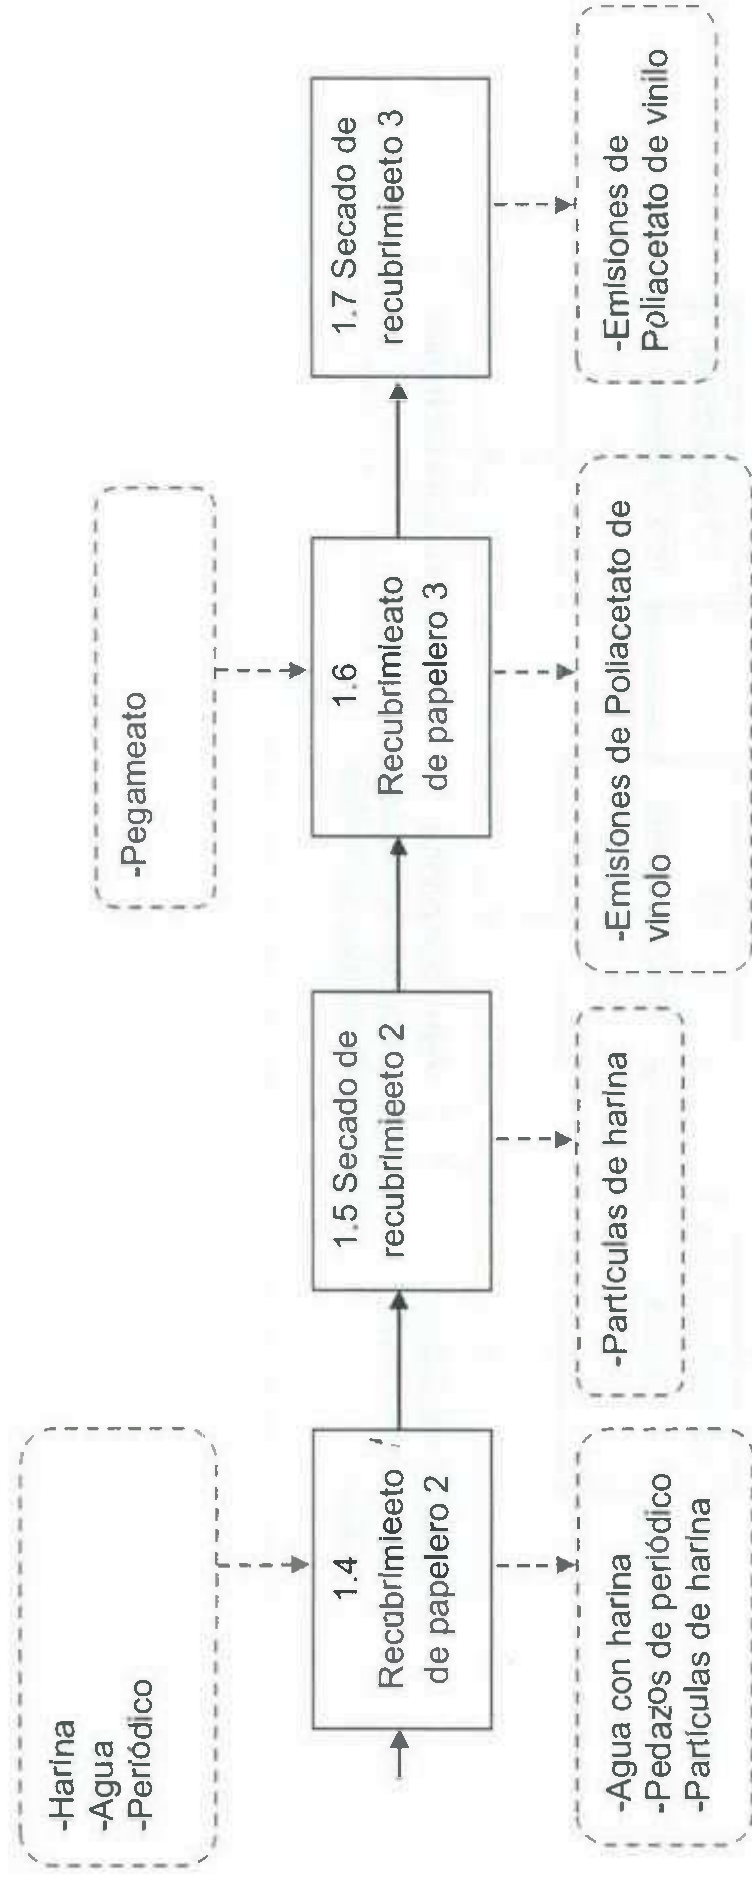 -Harina
-Agua
-Periódico
-Pegameato
1.4
Recubrimieeto
de papelero 2
1.5 Secado de
recubrimieeto 2
1.6
Recubrimieato
de papelero 3
1.7 Secado de
recubrimieeto 3
-Agua con harina
-Pedazos de periódico
-Partículas de harina
-Partículas de harina
-Emisiones de Poliacetato de
vinolo
-Emisiones de
Poliacetato de vinilo